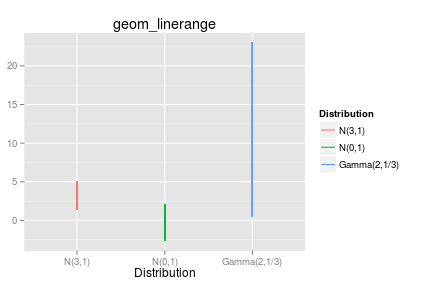 geom_linerange
20
15
10
5
0
N(3,1) N(0,1) Gamma(2,1/3)
Distribution
Distribution
N(3,1)
N(0,1)
Gamma(2,1/3)